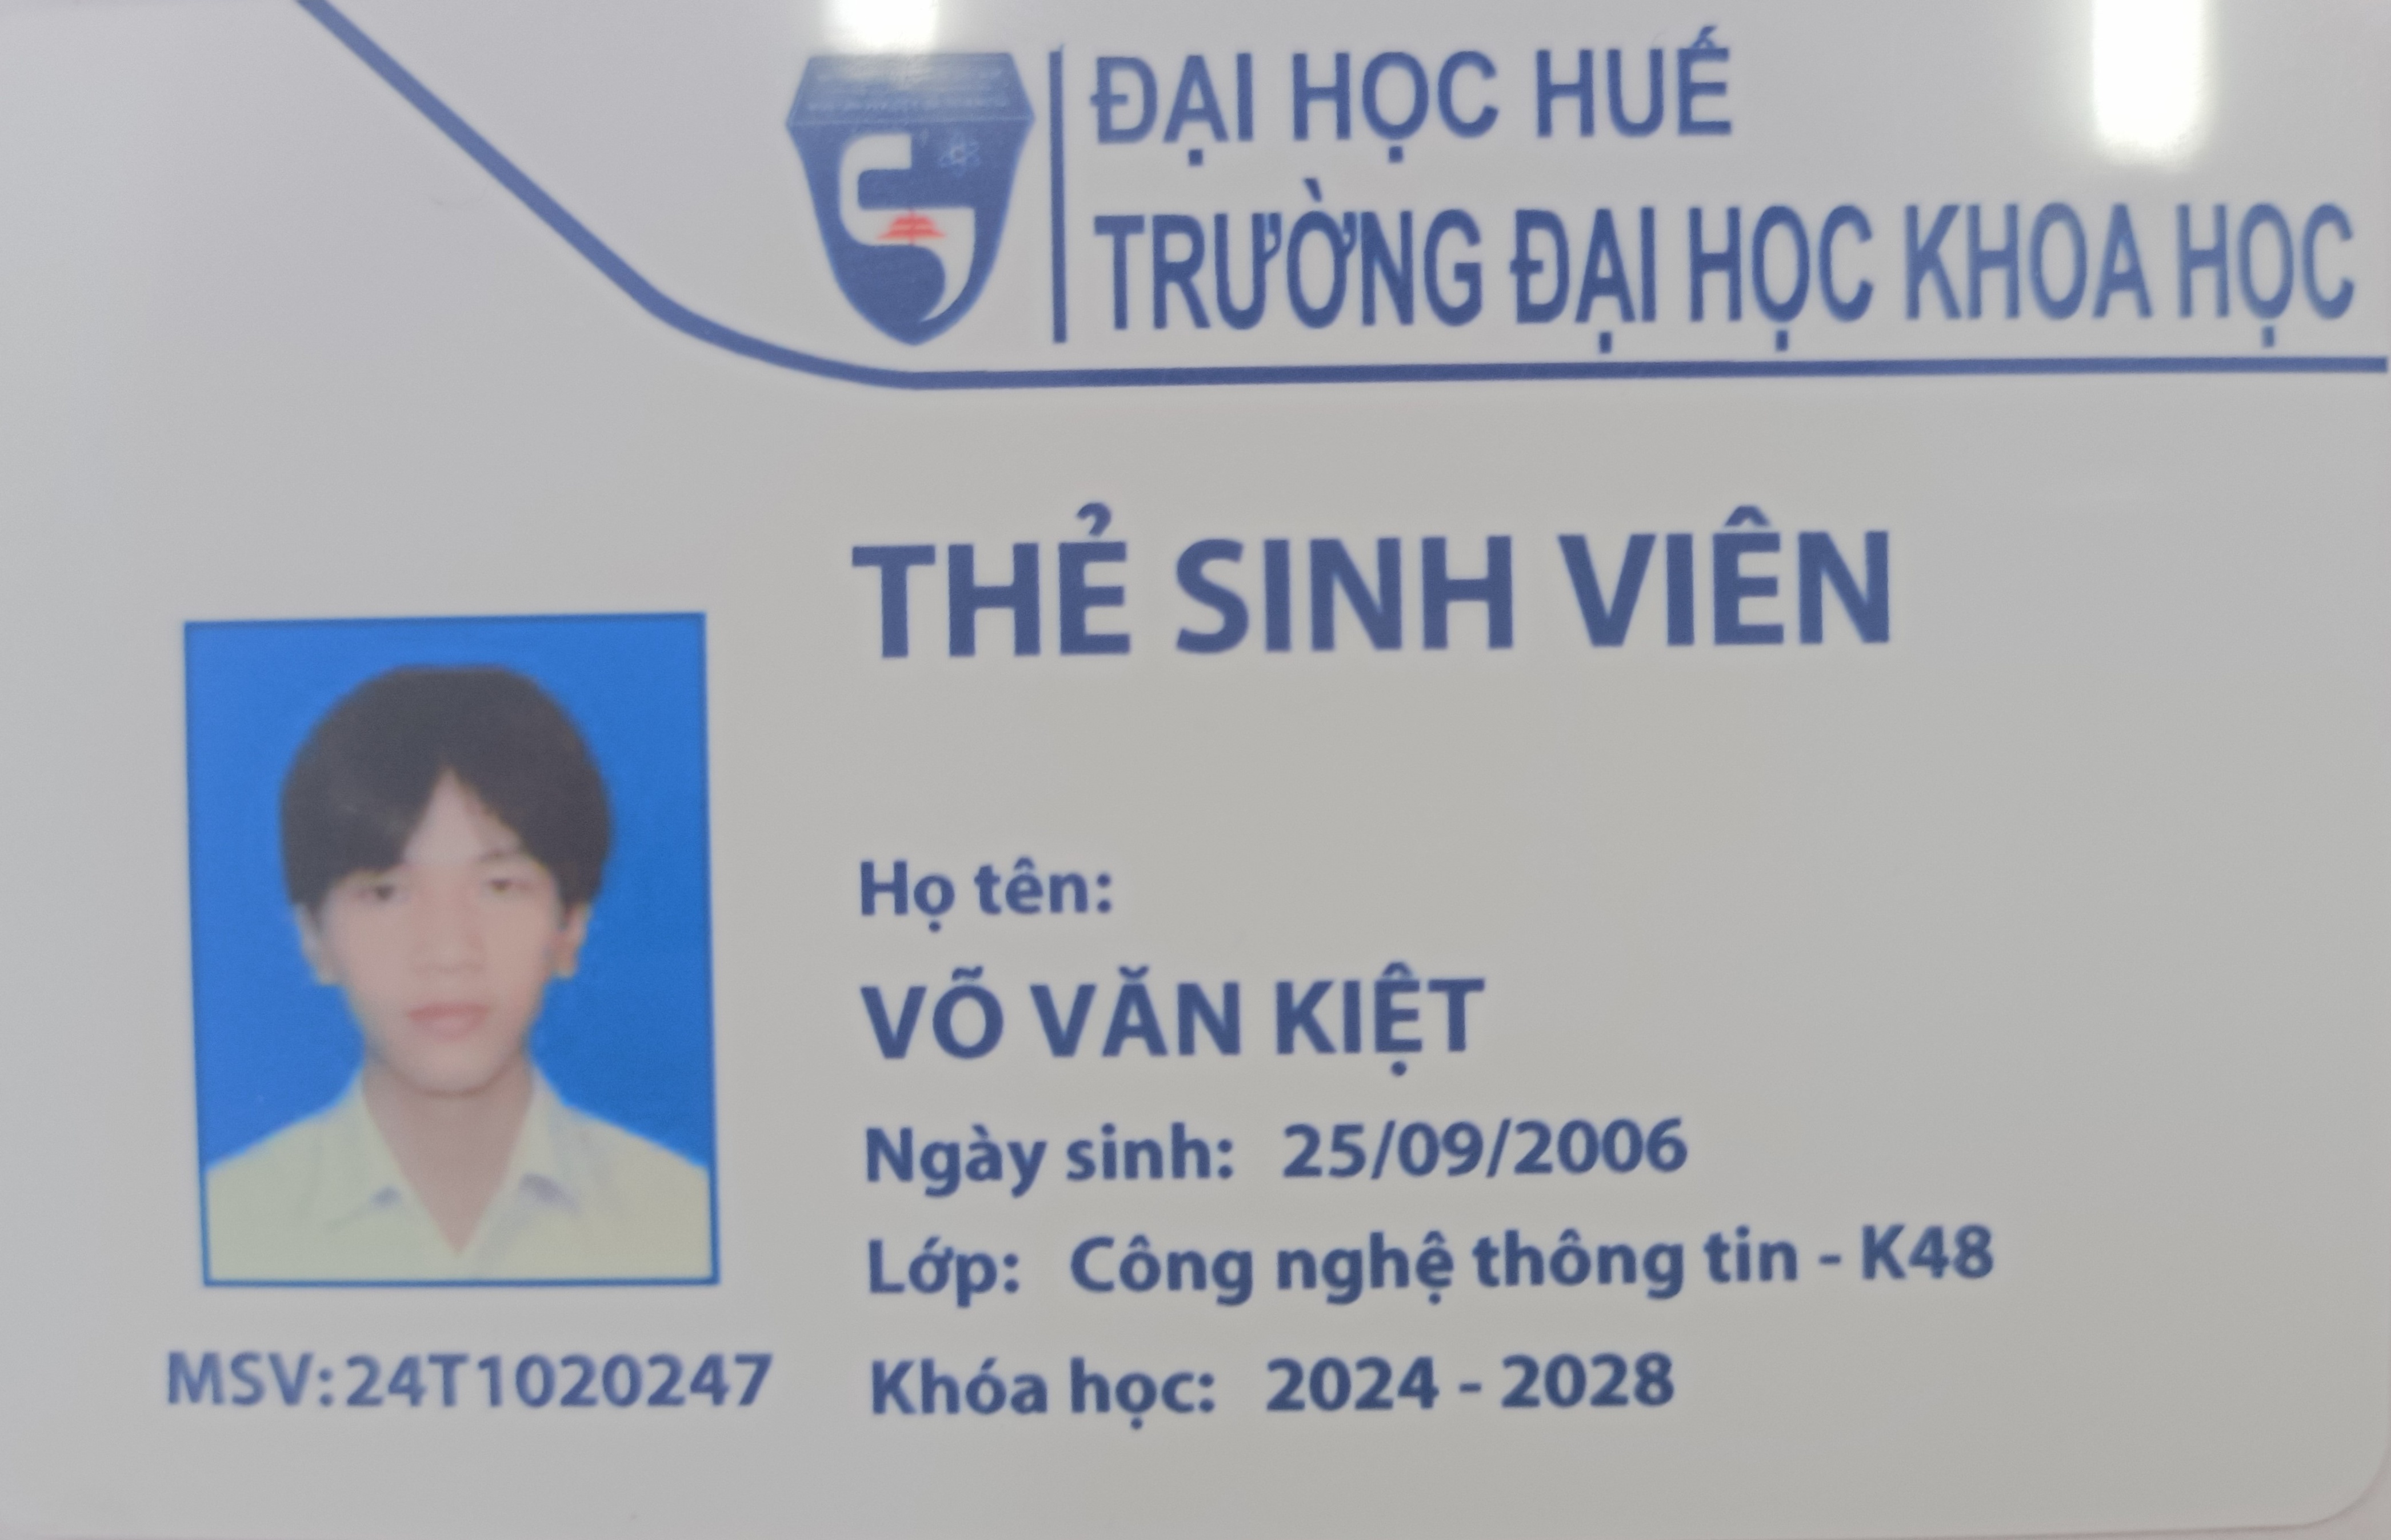 ĐẠI HỌC HUẾ
TRƯỜNG ĐẠI HỌC KHOA HỌC
THẺ SINH VIÊN
Họ tên:
VÕ VĂN KIỆT
Ngày sinh: 25/09/2006
Lớp: Công nghệ thông tin - K48
Khóa học: 2024 - 2028
MSV: 24T1020247